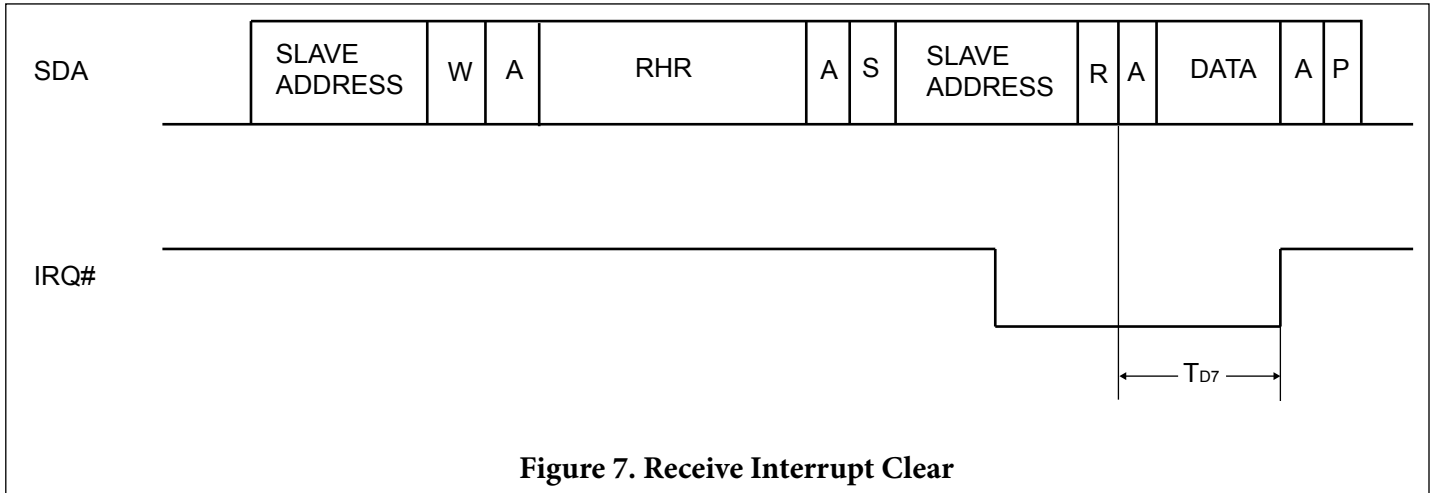 SDA
SLAVE
ADDRESS
W
A
RHR
A
S
SLAVE
ADDRESS
R
A
DATA
A
P
IRQ#
TD7
Figure 7. Receive Interrupt Clear